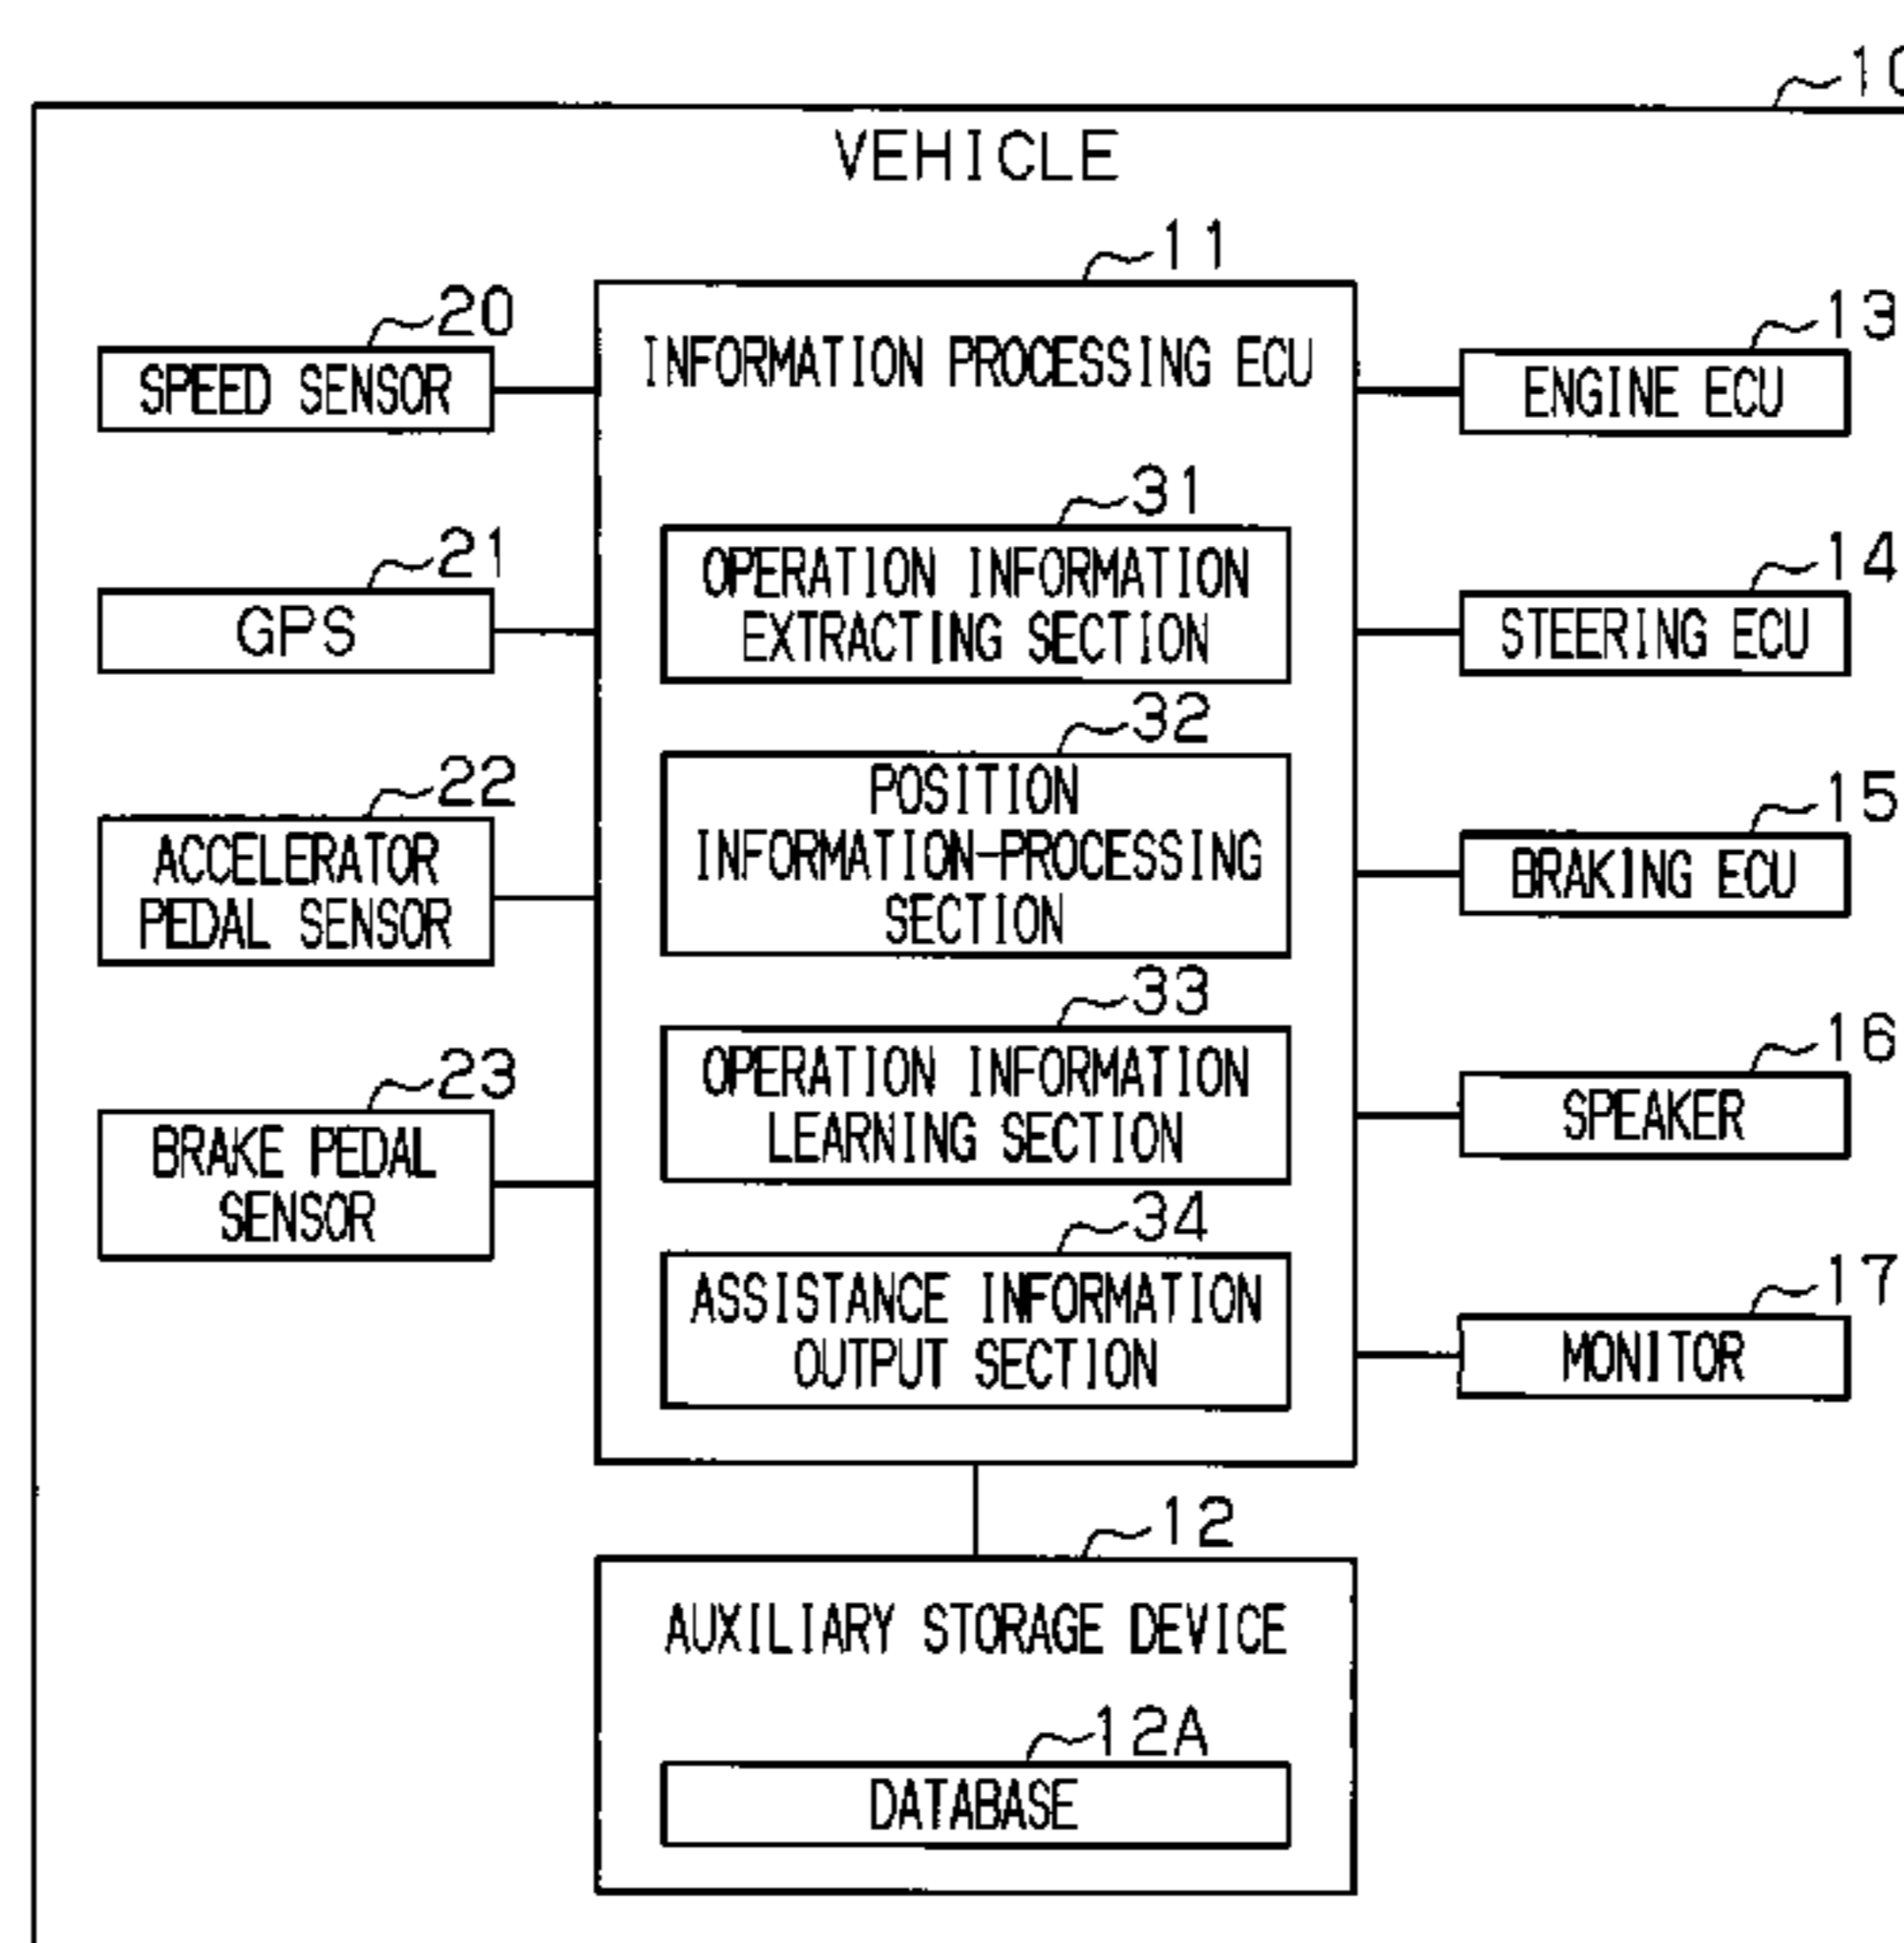 10
VEHICLE
11
INFORMATION PROCESSING ECU
20
SPEED SENSOR
21
GPS
22
ACCELERATOR
PEDAL SENSOR
23
BRAKE PEDAL
SENSOR
31
OPERATION INFORMATION
EXTRACTING SECTION
32
POSITION
INFORMATION-PROCESSING
SECTION
33
OPERATION INFORMATION
LEARNING SECTION
34
ASSISTANCE INFORMATION
OUTPUT SECTION
13
ENGINE ECU
14
STEERING ECU
15
BRAKING ECU
16
SPEAKER
17
MONITOR
12
AUXILIARY STORAGE DEVICE
12A
DATABASE